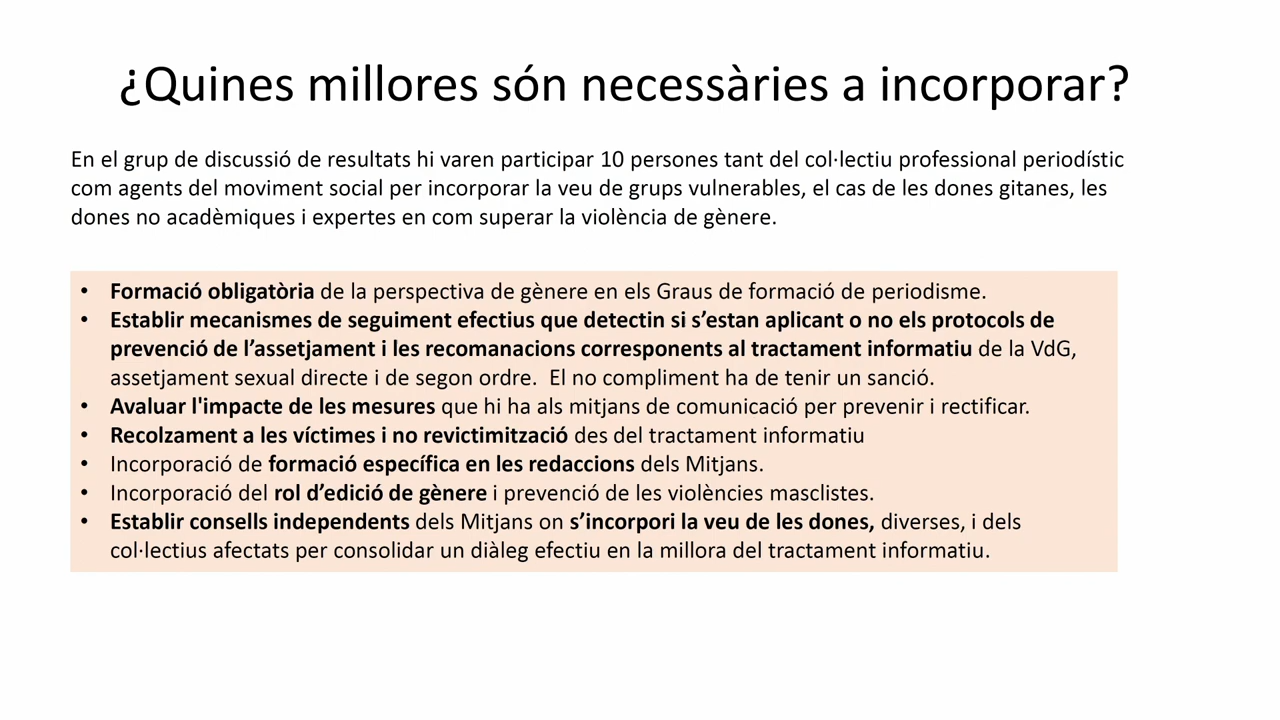 ¿Quines millores són necessàries a incorporar?
En el grup de discussió de resultats hi varen participar 10 persones tant del col·lectiu professional periodístic
com agents del moviment social per incorporar la veu de grups vulnerables, el cas de les dones gitanes, les
dones no acadèmiques i expertes en com superar la violència de gènere.
• Formació obligatòria de la perspectiva de gènere en els Graus de formació de periodisme.
• Establir mecanismes de seguiment efectius que detectin si s’estan aplicant o no els protocols de
prevenció de l’assetjament i les recomanacions corresponents al tractament informatiu de la VdG,
assetjament sexual directe i de segon ordre.  El no compliment ha de tenir un sanció.
• Avaluar l'impacte de les mesures que hi ha als mitjans de comunicació per prevenir i rectificar.
• Recolzament a les víctimes i no revictimització des del tractament informatiu
• Incorporació de formació específica en les redaccions dels Mitjans.
• Incorporació del rol d’edició de gènere i prevenció de les violències masclistes.
• Establir consells independents dels Mitjans on s’incorpori la veu de les dones, diverses, i dels
col·lectius afectats per consolidar un diàleg efectiu en la millora del tractament informatiu.